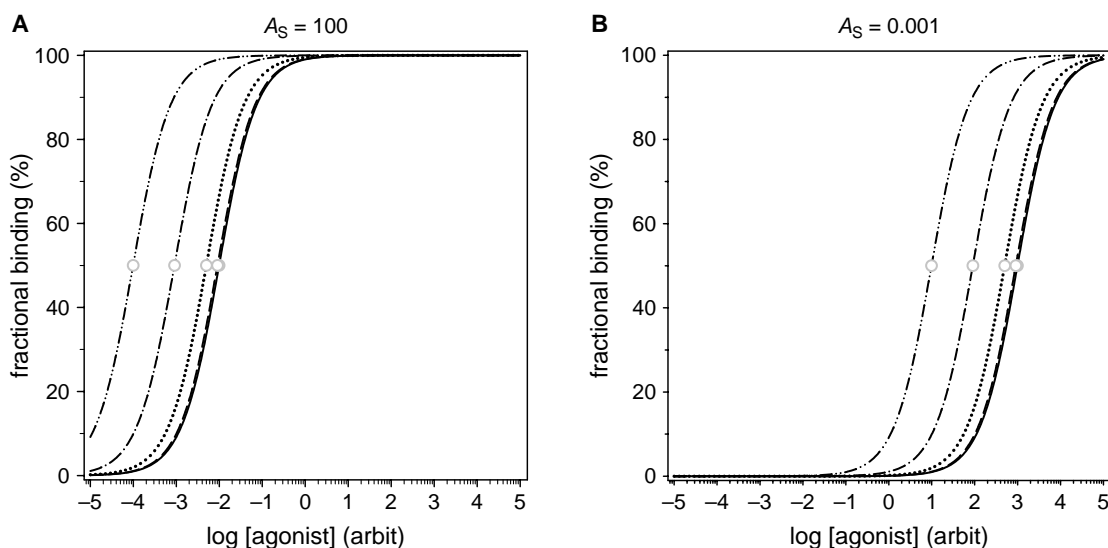 A
A_S = 100
100
80
60
40
20
0
fractional binding (%)
–5 –4 –3 –2 –1 0 1 2 3 4 5
log [agonist] (arbit)
B
A_S = 0.001
100
80
60
40
20
0
fractional binding (%)
–5 –4 –3 –2 –1 0 1 2 3 4 5
log [agonist] (arbit)